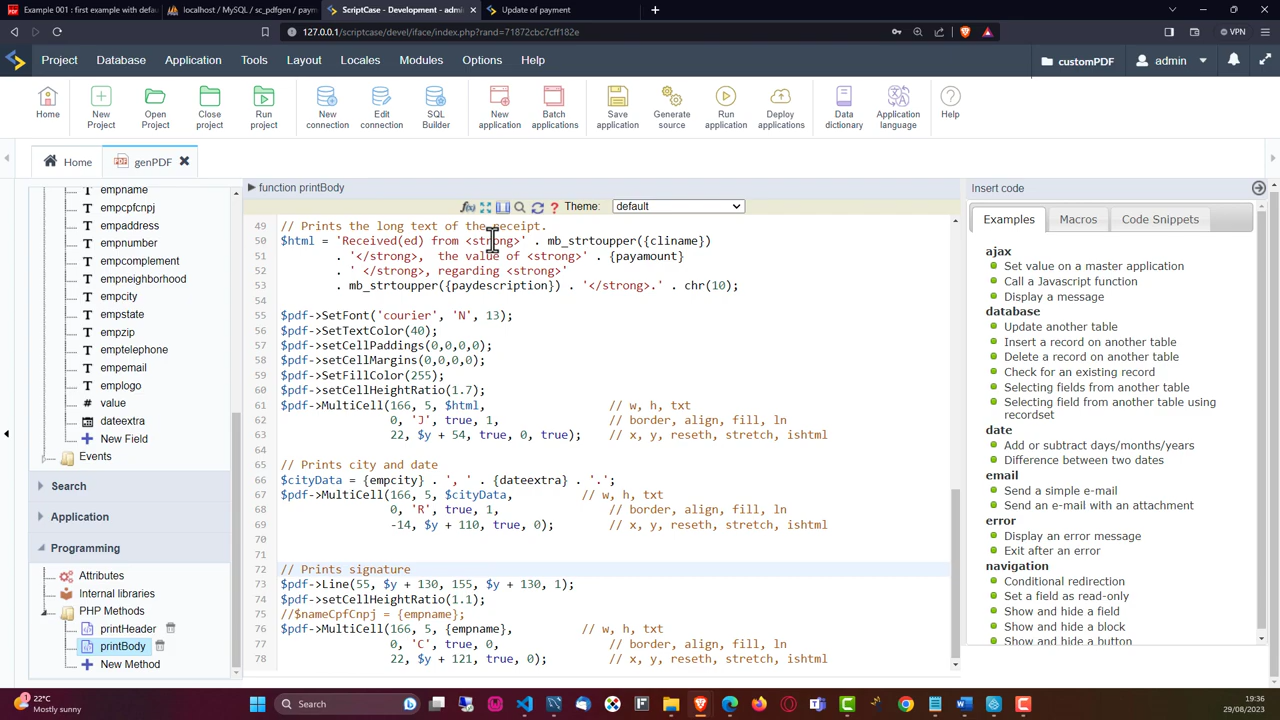 Example 001 : first example with defa
localhost / MySQL / sc_pdfgen / paym
ScriptCase - Development - admi
Update of payment
127.0.0.1/scriptcase/devel/iface/index.php?rand=71872cbc7cff182e
VPN
Project Database Application Tools Layout Locales Modules Options Help
customPDF
admin
Home
New Project
Open Project
Close project
Run project
New connection
Edit connection
SQL Builder
New application
Batch applications
Save application
Generate source
Run application
Deploy applications
Data dictionary
Application language
Help
Home
genPDF
empname
empcpfcnpj
empaddress
empnumber
empcomplement
empneighborhood
empcity
empstate
empzip
emptelephone
empemail
emplogo
# value
dateextra
New Field
Events
Search
Application
Programming
Attributes
Internal libraries
PHP Methods
printHeader
printBody
New Method
function printBody
Theme: default
49 // Prints the long text of the receipt.
50 $html = 'Received(ed) from <strong>' . mb_strtoupper({cliname})
51 . '</strong>, the value of <strong>' . {payamount}
52 . ' </strong>, regarding <strong>'
53 . mb_strtoupper({paydescription}) . '</strong>.' . chr(10);
54
55 $pdf->SetFont('courier', 'N', 13);
56 $pdf->SetTextColor(40);
57 $pdf->setCellPaddings(0,0,0,0);
58 $pdf->setCellMargins(0,0,0,0);
59 $pdf->SetFillColor(255);
60 $pdf->setCellHeightRatio(1.7);
61 $pdf->MultiCell(166, 5, $html, // w, h, txt
62 0, 'J', true, 1, // border, align, fill, ln
63 22, $y + 54, true, 0, true); // x, y, reseth, stretch, ishtml
64
65 // Prints city and date
66 $cityData = {empcity} . ', ' . {dateextra} . '.';
67 $pdf->MultiCell(166, 5, $cityData, // w, h, txt
68 0, 'R', true, 1, // border, align, fill, ln
69 -14, $y + 110, true, 0); // x, y, reseth, stretch, ishtml
70
71
72 // Prints signature
73 $pdf->Line(55, $y + 130, 155, $y + 130, 1);
74 $pdf->setCellHeightRatio(1.1);
75 //$nameCpfCnpj = {empname};
76 $pdf->MultiCell(166, 5, {empname}, // w, h, txt
77 0, 'C', true, 0, // border, align, fill, ln
78 22, $y + 121, true, 0); // x, y, reseth, stretch, ishtml
Insert code
Examples Macros Code Snippets
ajax
Set value on a master application
Call a Javascript function
Display a message
database
Update another table
Insert a record on another table
Delete a record on another table
Check for an existing record
Selecting fields from another table
Selecting field from another table using
recordset
date
Add or subtract days/months/years
Difference between two dates
email
Send a simple e-mail
Send an e-mail with an attachment
error
Display an error message
Exit after an error
navigation
Conditional redirection
Set a field as read-only
Show and hide a field
Show and hide a block
Show and hide a button
22°C
Mostly sunny
Search
19:36
29/08/2023